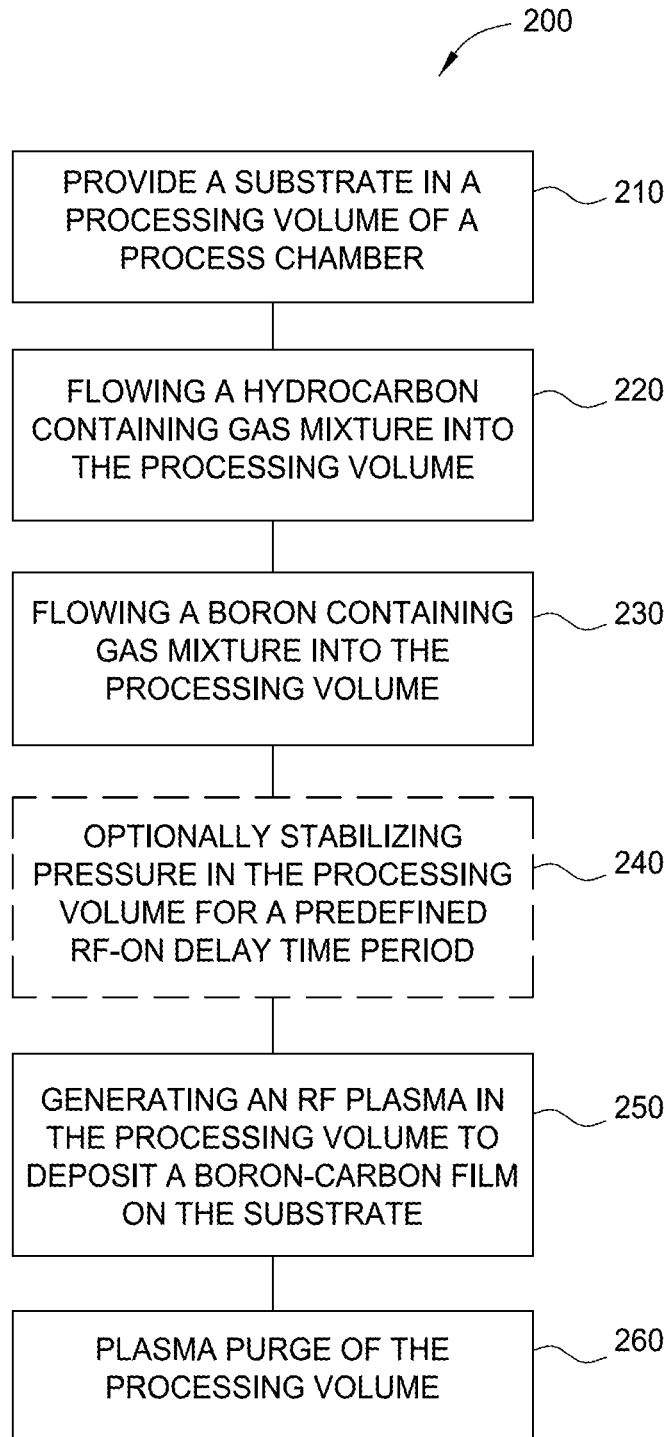 200
PROVIDE A SUBSTRATE IN A
PROCESSING VOLUME OF A
PROCESS CHAMBER
210
FLOWING A HYDROCARBON
CONTAINING GAS MIXTURE INTO
THE PROCESSING VOLUME
220
FLOWING A BORON CONTAINING
GAS MIXTURE INTO THE
PROCESSING VOLUME
230
OPTIONALLY STABILIZING
PRESSURE IN THE PROCESSING
VOLUME FOR A PREDEFINED
RF-ON DELAY TIME PERIOD
240
GENERATING AN RF PLASMA IN
THE PROCESSING VOLUME TO
DEPOSIT A BORON-CARBON FILM
ON THE SUBSTRATE
250
PLASMA PURGE OF THE
PROCESSING VOLUME
260